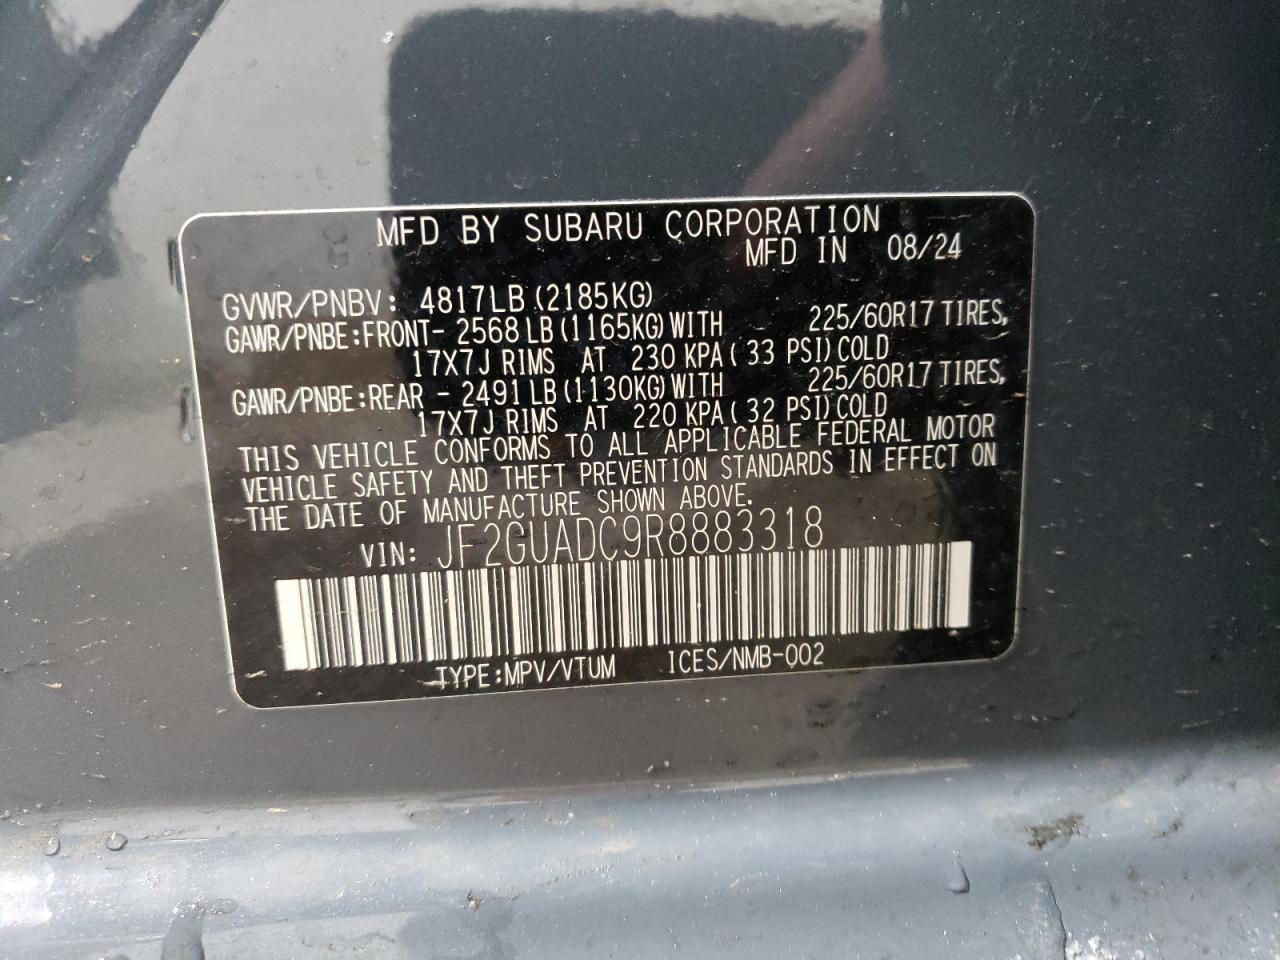 MFD BY SUBARU CORPORATION
MFD IN 08/24
GVWR/PNBV: 4817LB (2185KG)
GAWR/PNBE:FRONT- 2568 LB (1165KG) WITH 225/60R17 TIRES,
17X7J RIMS AT 230 KPA ( 33 PSI) COLD
GAWR/PNBE:REAR - 2491 LB (1130KG) WITH 225/60R17 TIRES,
17X7J RIMS AT 220 KPA ( 32 PSI) COLD
THIS VEHICLE CONFORMS TO ALL APPLICABLE FEDERAL MOTOR
VEHICLE SAFETY AND THEFT PREVENTION STANDARDS IN EFFECT ON
THE DATE OF MANUFACTURE SHOWN ABOVE.
VIN: JF2GUADC9R8883318
TYPE:MPV/VTUM ICES/NMB-002